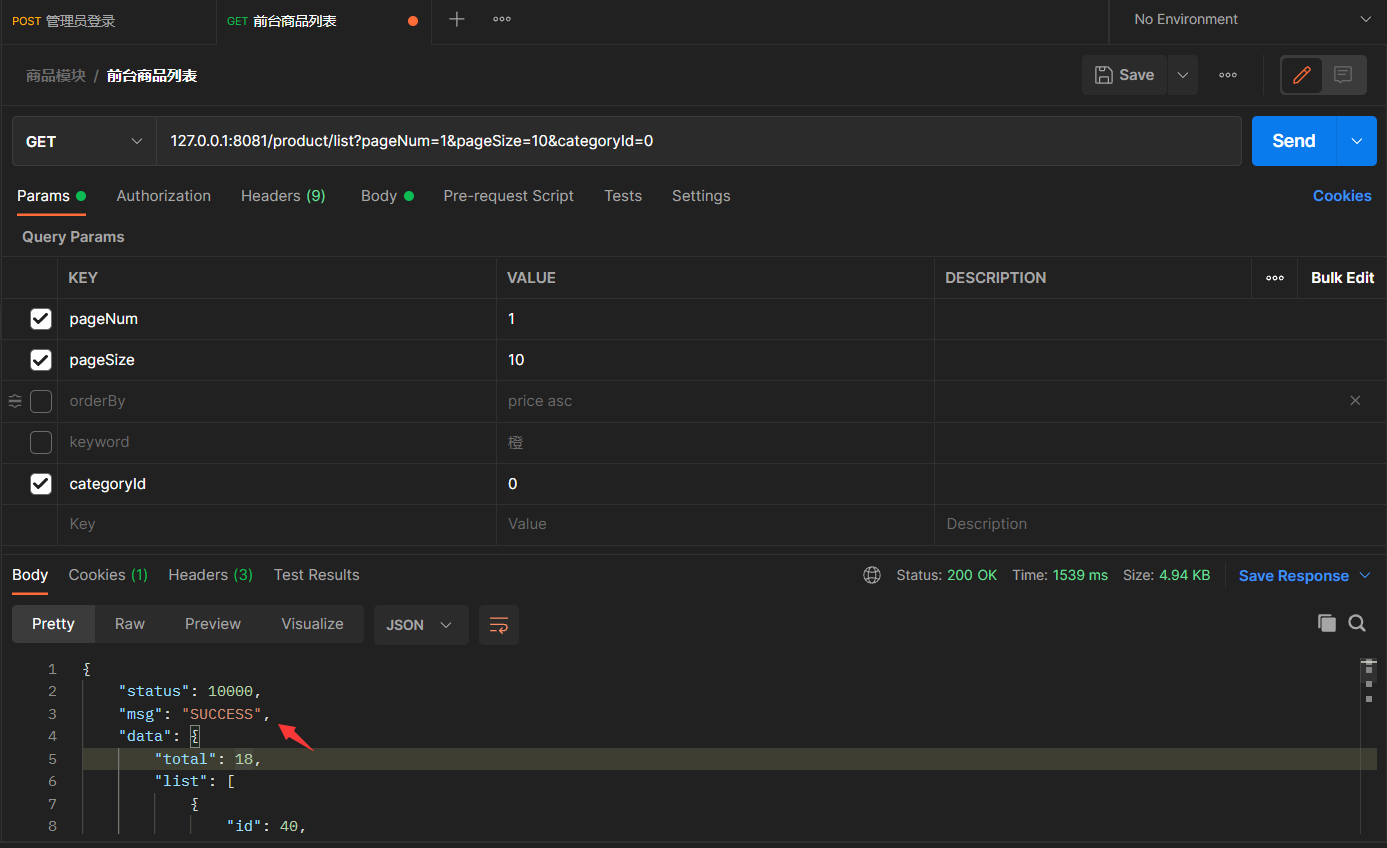 POST 管理员登录 GET 前台商品列表 No Environment
商品模块 / 前台商品列表 Save
GET 127.0.0.1:8081/product/list?pageNum=1&pageSize=10&categoryId=0 Send
Params Authorization Headers (9) Body Pre-request Script Tests Settings Cookies
Query Params
KEY VALUE DESCRIPTION Bulk Edit
pageNum 1
pageSize 10
orderBy price asc
keyword 橙
categoryId 0
Key Value Description
Body Cookies (1) Headers (3) Test Results Status: 200 OK Time: 1539 ms Size: 4.94 KB Save Response
Pretty Raw Preview Visualize JSON
1 {
2 "status": 10000,
3 "msg": "SUCCESS",
4 "data": {
5 "total": 18,
6 "list": [
7 {
8 "id": 40,